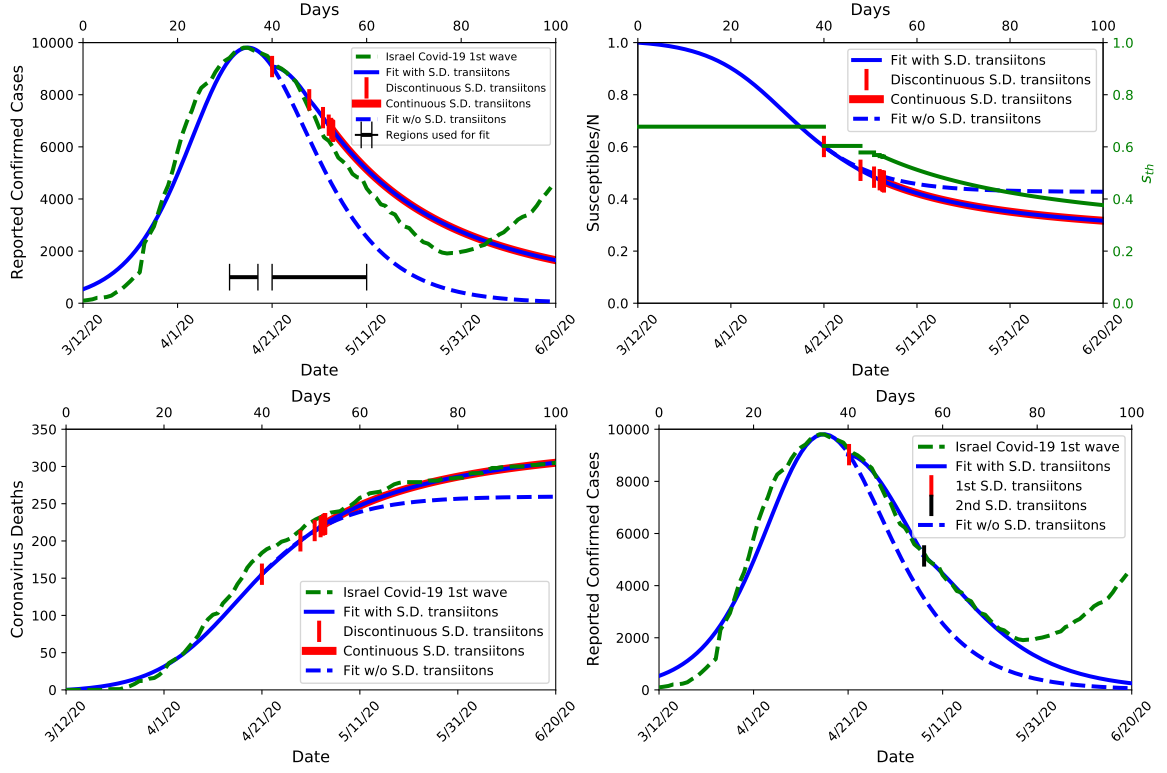 Days
0 20 40 60 80 100
10000
8000
6000
4000
2000
0
Reported Confirmed Cases
Israel Covid-19 1st wave
Fit with S.D. transiitons
Discontinuous S.D. transiitons
Continuous S.D. transiitons
Fit w/o S.D. transiitons
Regions used for fit
3/12/20 4/1/20 4/21/20 5/11/20 5/31/20 6/20/20
Date
Days
0 20 40 60 80 100
1.0
0.8
0.6
0.4
0.2
0.0
Susceptibles/N
Fit with S.D. transiitons
Discontinuous S.D. transiitons
Continuous S.D. transiitons
Fit w/o S.D. transiitons
1.0
0.8
0.6
0.4
0.2
0.0
sth
3/12/20 4/1/20 4/21/20 5/11/20 5/31/20 6/20/20
Date
Days
0 20 40 60 80 100
350
300
250
200
150
100
50
0
Coronavirus Deaths
Israel Covid-19 1st wave
Fit with S.D. transiitons
Discontinuous S.D. transiitons
Continuous S.D. transiitons
Fit w/o S.D. transiitons
3/12/20 4/1/20 4/21/20 5/11/20 5/31/20 6/20/20
Date
Days
0 20 40 60 80 100
10000
8000
6000
4000
2000
0
Reported Confirmed Cases
Israel Covid-19 1st wave
Fit with S.D. transiitons
1st S.D. transiitons
2nd S.D. transiitons
Fit w/o S.D. transiitons
3/12/20 4/1/20 4/21/20 5/11/20 5/31/20 6/20/20
Date